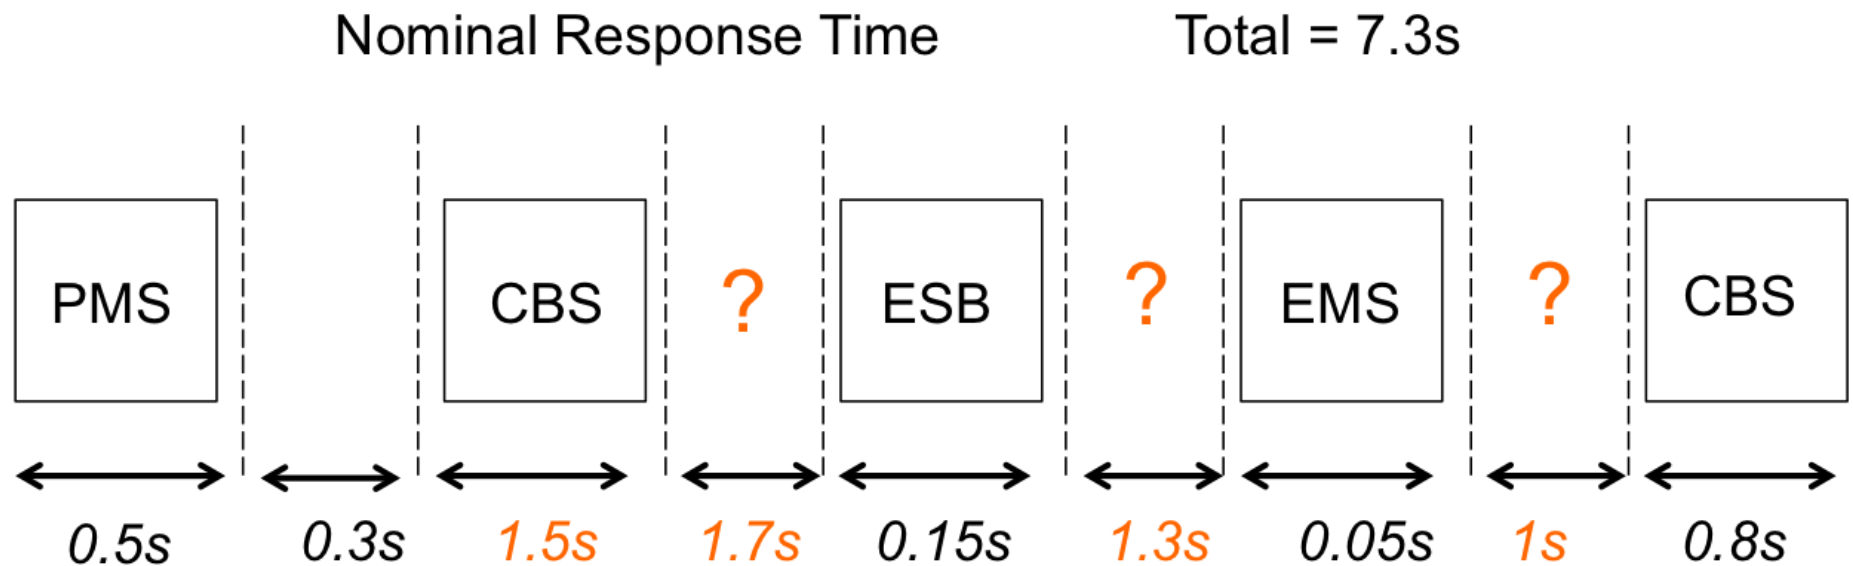 Nominal Response Time Total = 7.3s
PMS CBS ? ESB ? EMS ? CBS
0.5s 0.3s 1.5s 1.7s 0.15s 1.3s 0.05s 1s 0.8s